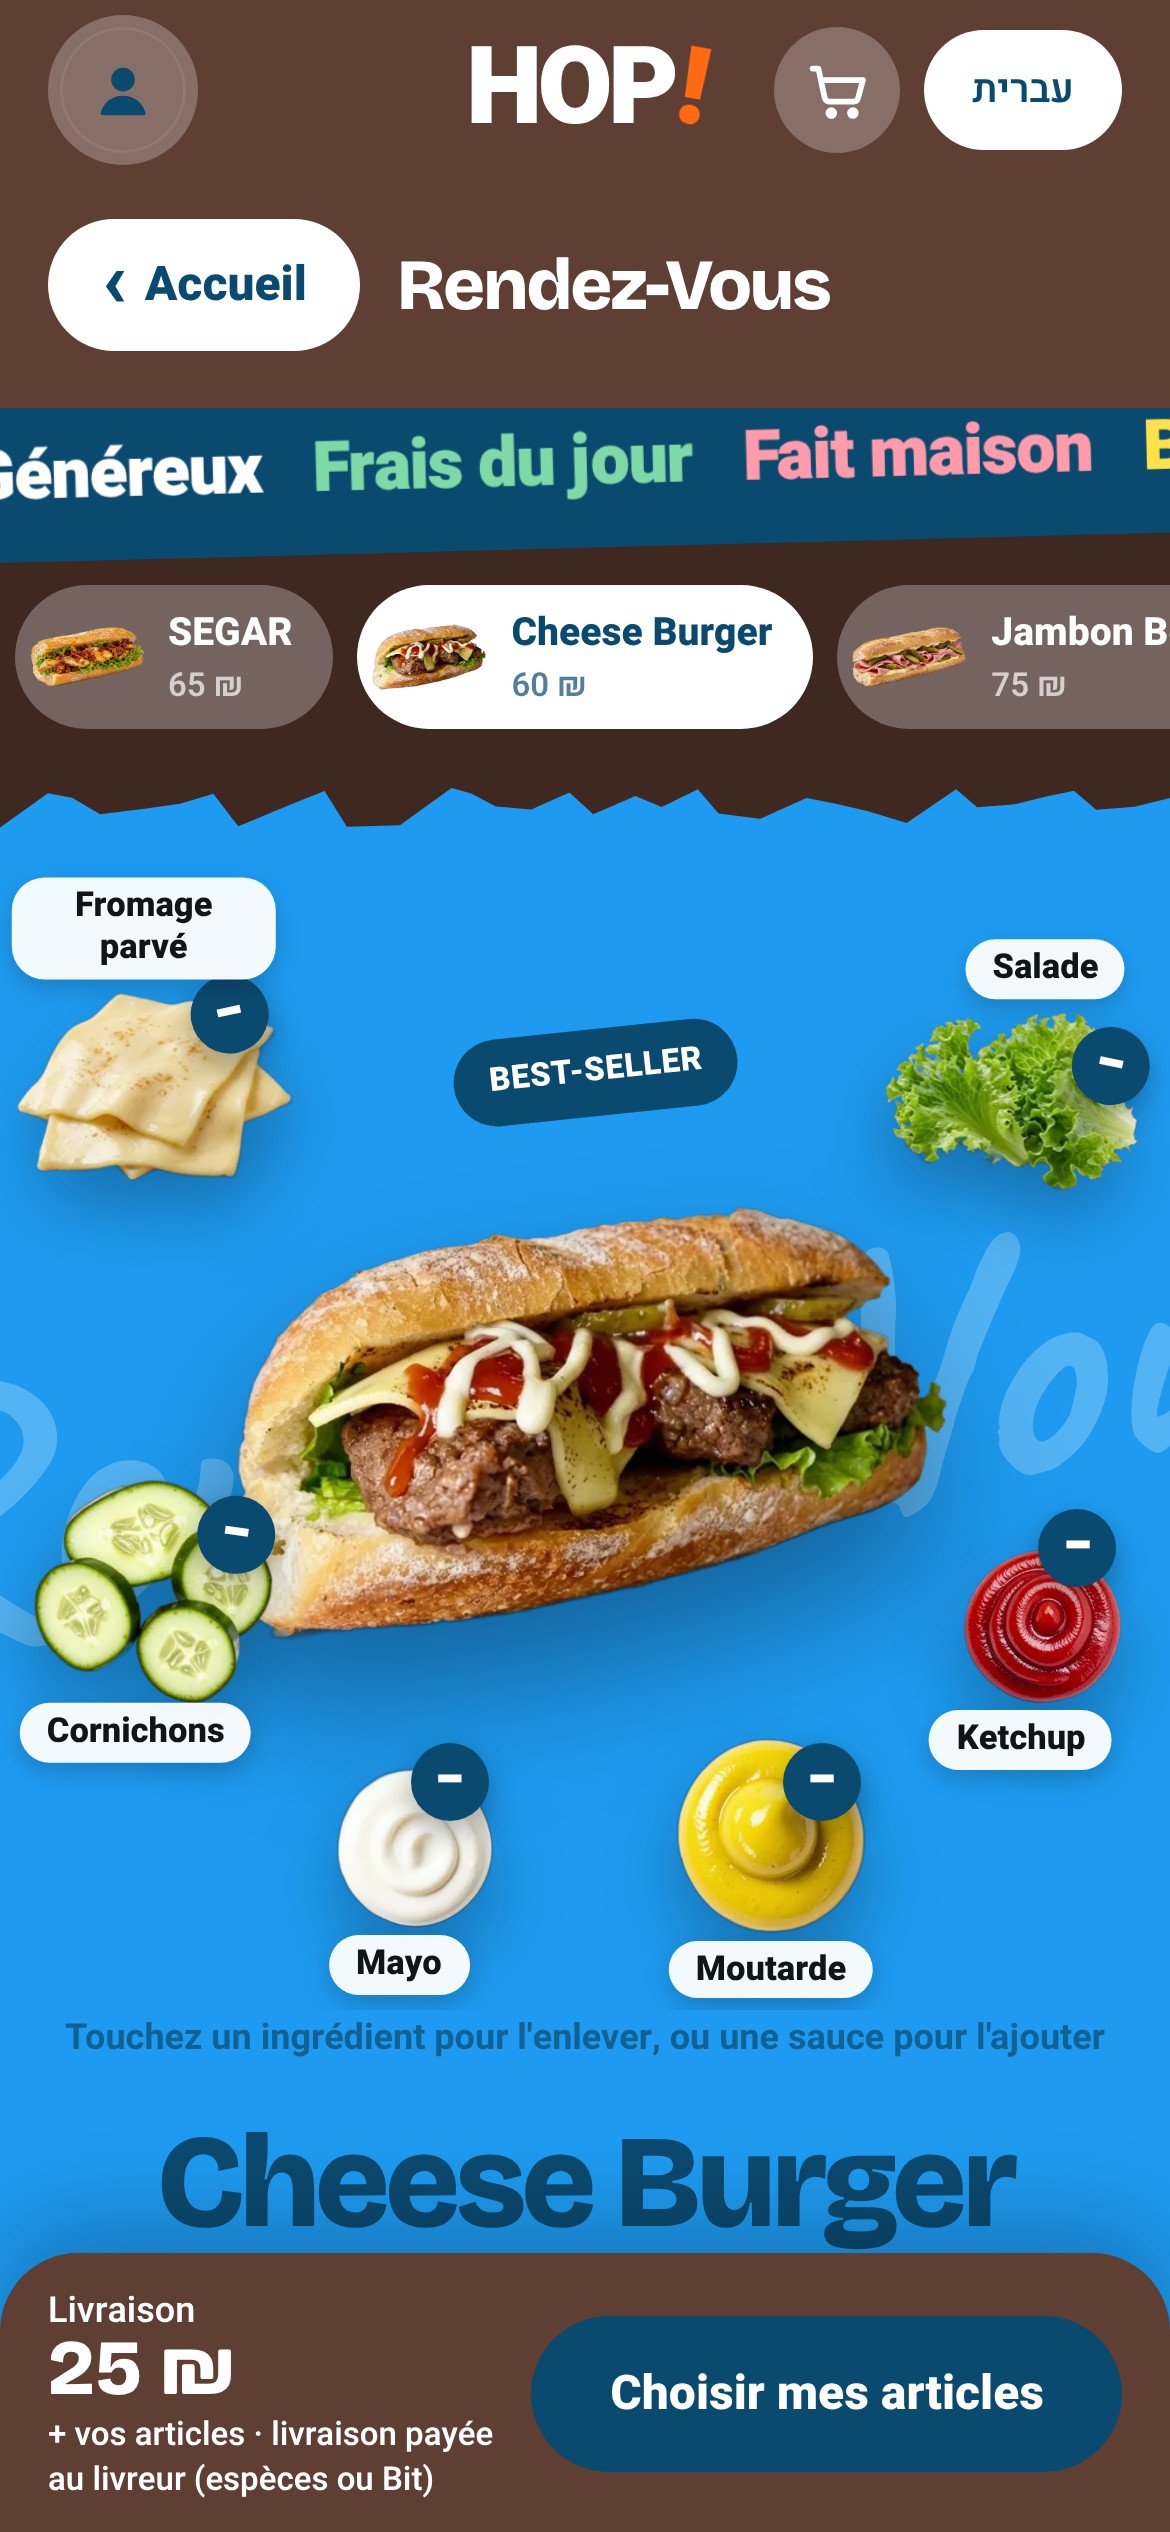 HOP!
עברית
‹ Accueil
Rendez-Vous
Généreux Frais du jour Fait maison B
SEGAR
65 ₪
Cheese Burger
60 ₪
Jambon B
75 ₪
Fromage
parvé
Salade
BEST-SELLER
Cornichons
Ketchup
Mayo
Moutarde
Touchez un ingrédient pour l'enlever, ou une sauce pour l'ajouter
Cheese Burger
Livraison
25 ₪
+ vos articles · livraison payée
au livreur (espèces ou Bit)
Choisir mes articles